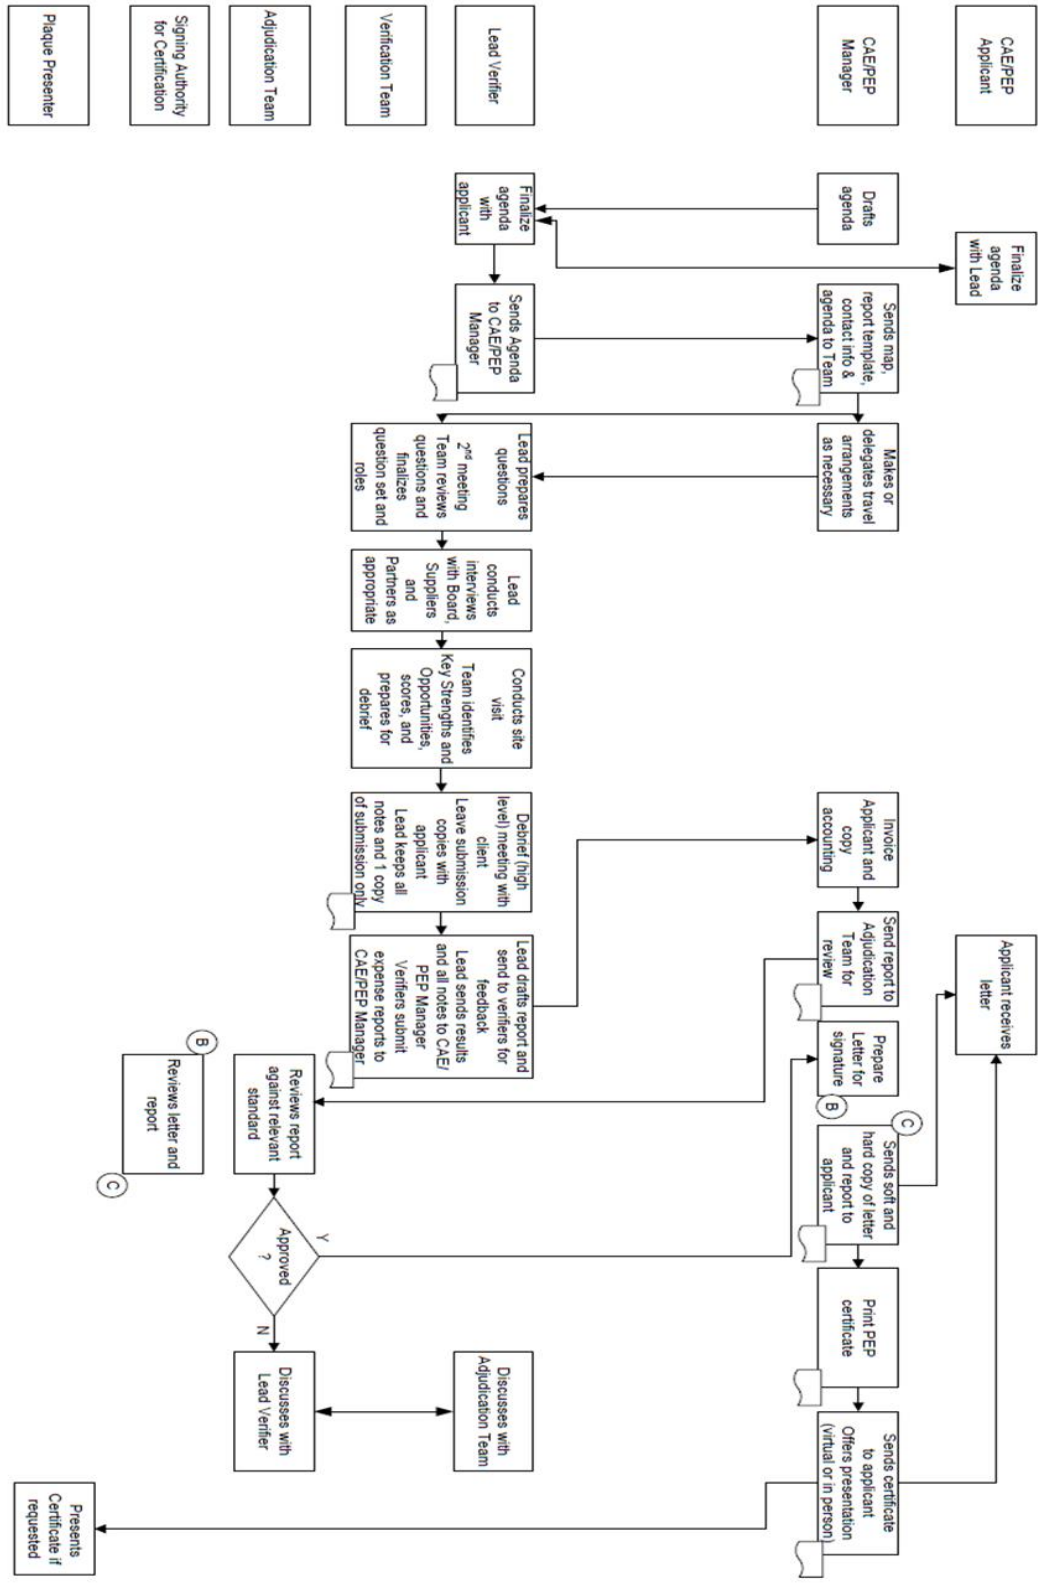 CAE/PEP
Applicant
Finalize
agenda
with Lead
Applicant receives
letter
CAE/PEP
Manager
Drafts
agenda
Sends map,
report template,
contact info &
agenda to Team
Makes or
delegates travel
arrangements
as necessary
Invoice
Applicant and
copy
accounting
Send report to
Adjudication
Team for
review
Prepare
Letter for
signature
B
C
Sends soft and
hard copy of letter
and report to
applicant
Print PEP
certificate
Sends certificate
to applicant
Offers presentation
(virtual or in person)
Lead Verifier
Finalize
agenda
with
applicant
Sends Agenda
to CAE/PEP
Manager
Discusses with
Adjudication Team
Verification Team
Lead prepares
questions
2nd meeting
Team reviews
questions and
finalizes
question set and
roles
Lead
conducts
interviews
with Board,
Suppliers
and
Partners as
appropriate
Conducts site
visit
Team identifies
Key Strengths and
Opportunities,
scores, and
prepares for
debrief
Debrief (high
level) meeting with
client
Leave submission
copies with
applicant
Lead keeps all
notes and 1 copy
of submission only
Lead drafts report and
send to verifiers for
feedback
Lead sends results
and all notes to CAE/
PEP Manager
Verifiers submit
expense reports to
CAE/PEP Manager
Adjudication Team
Reviews report
against relevant
standard
Approved
?
Y
N
Discusses with
Lead Verifier
Signing Authority
for Certification
B
Reviews letter and
report
C
Plaque Presenter
Presents
Certificate if
requested